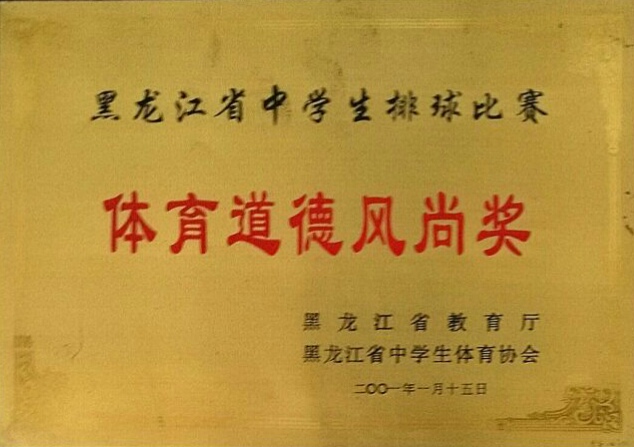 黑龙江省中学生排球比赛
体育道德风尚奖
黑龙江省教育厅
黑龙江省中学生体育协会
二〇〇一年一月十五日